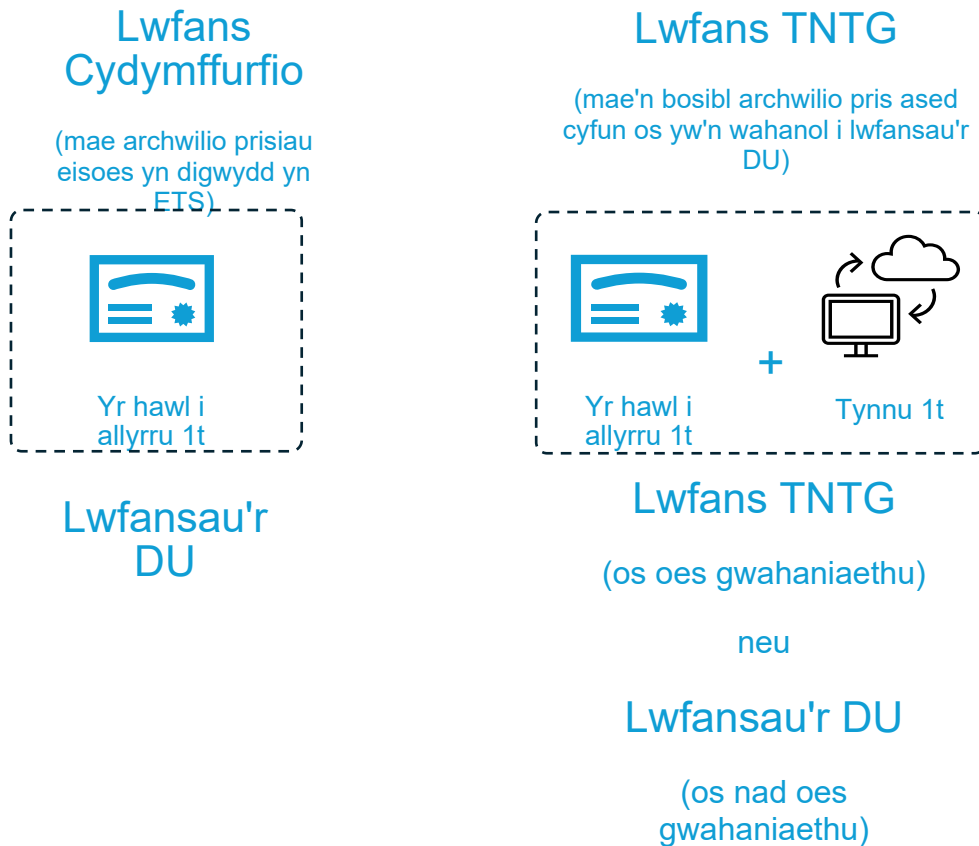 Lwfans
Cydymffurfio
(mae archwilio prisiau
eisoes yn digwydd yn
ETS)
Yr hawl i
allyrru 1t
Lwfansau'r
DU
Lwfans TNTG
(mae'n bosibl archwilio pris ased
cyfun os yw'n wahanol i lwfansau'r
DU)
Yr hawl i
allyrru 1t
+
Tynnu 1t
Lwfans TNTG
(os oes gwahaniaethu)
neu
Lwfansau'r DU
(os nad oes
gwahaniaethu)